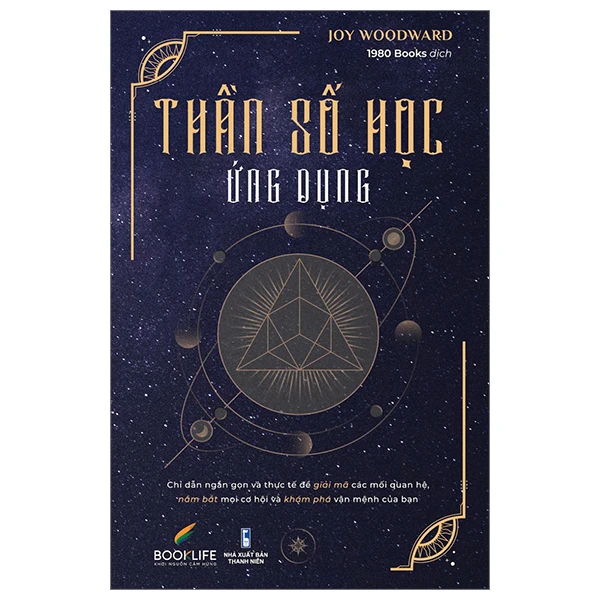 JOY WOODWARD
1980 Books dịch
THẦN SỐ HỌC
ỨNG DỤNG
Chỉ dẫn ngắn gọn và thực tế để giải mã các mối quan hệ,
nắm bắt mọi cơ hội và khám phá vận mệnh của bạn
BOOKLIFE
KHƠI NGUỒN CẢM HỨNG
NHÀ XUẤT BẢN
THANH NIÊN